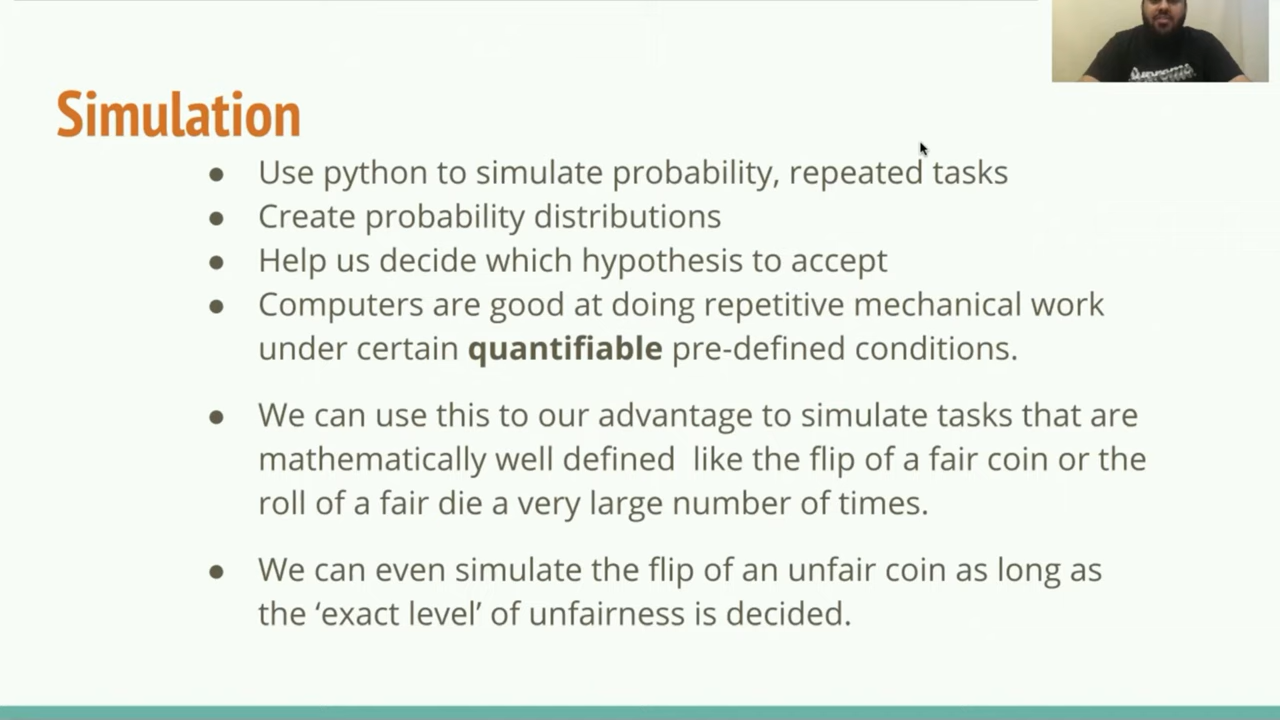 Simulation
● Use python to simulate probability, repeated tasks
● Create probability distributions
● Help us decide which hypothesis to accept
● Computers are good at doing repetitive mechanical work
under certain quantifiable pre-defined conditions.
● We can use this to our advantage to simulate tasks that are
mathematically well defined  like the flip of a fair coin or the
roll of a fair die a very large number of times.
● We can even simulate the flip of an unfair coin as long as
the ‘exact level’ of unfairness is decided.